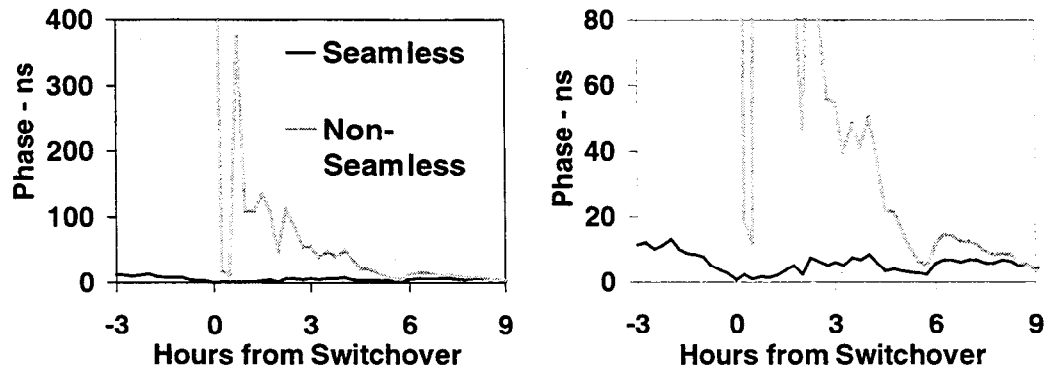 400
300
200
100
0
Phase - ns
Seamless
Non-
Seamless
-3 0 3 6 9
Hours from Switchover
80
60
40
20
0
Phase - ns
-3 0 3 6 9
Hours from Switchover